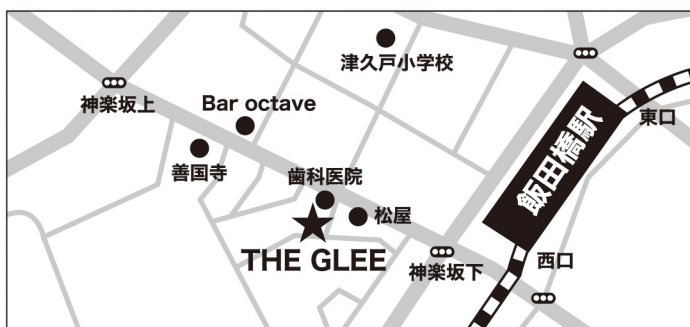 津久戸小学校
神楽坂上
Bar octave
東口
飯田橋駅
善国寺
歯科医院
松屋
THE GLEE
神楽坂下
西口